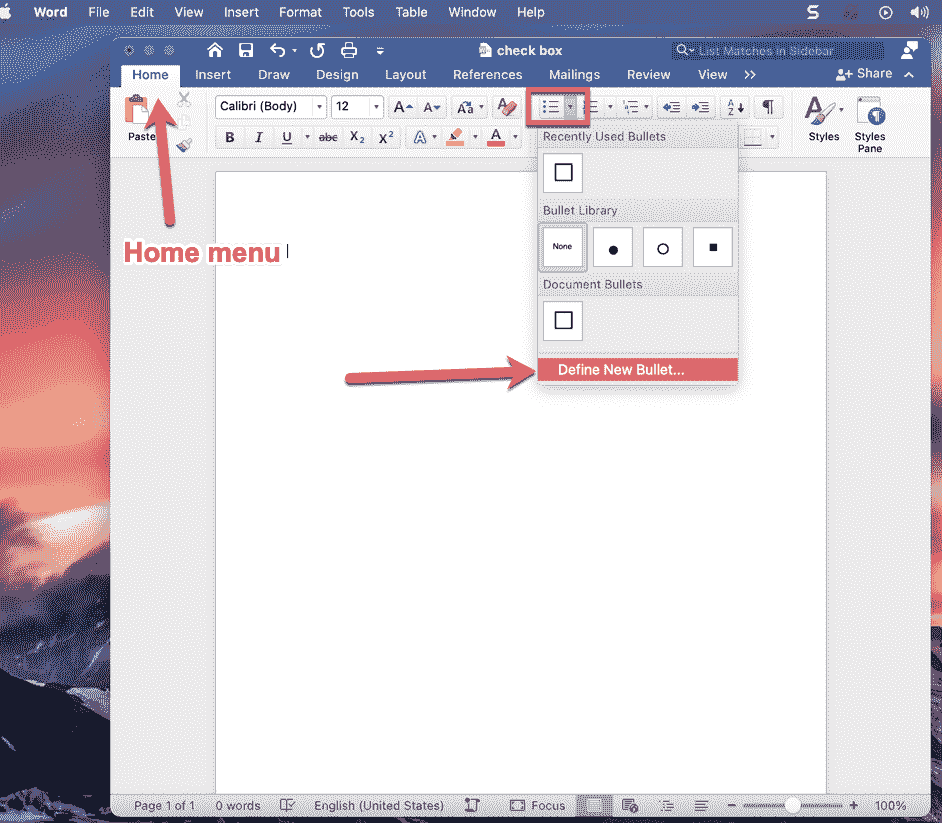 Word File Edit View Insert Format Tools Table Window Help
check box
List Matches in Sidebar
Home Insert Draw Design Layout References Mailings Review View >> Share
Calibri (Body) 12
Paste
B I U abc X₂ X² A A
Styles Styles Pane
Recently Used Bullets
Bullet Library
None
Document Bullets
Define New Bullet...
Home menu
Page 1 of 1 0 words English (United States) Focus 100%